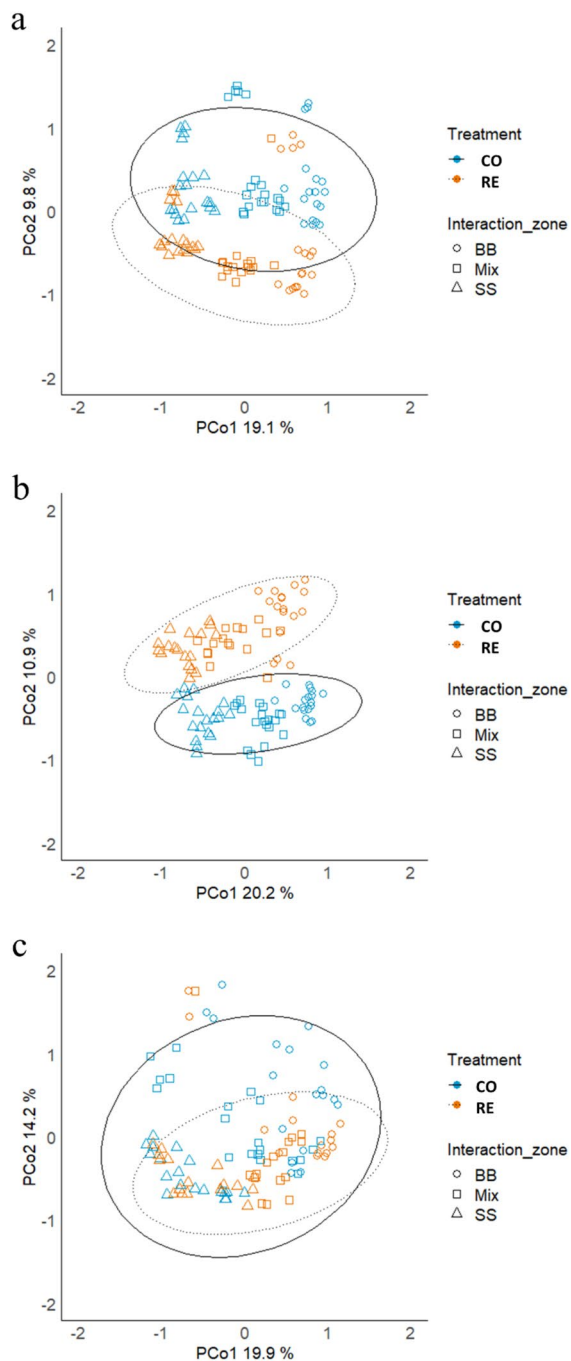 a
2
1
0
-1
-2
PCo2 9.8 %
-2 -1 0 1 2
PCo1 19.1 %
Treatment
CO
RE
Interaction_zone
BB
Mix
SS
b
2
1
0
-1
-2
PCo2 10.9 %
-2 -1 0 1 2
PCo1 20.2 %
Treatment
CO
RE
Interaction_zone
BB
Mix
SS
c
2
1
0
-1
-2
PCo2 14.2 %
-2 -1 0 1 2
PCo1 19.9 %
Treatment
CO
RE
Interaction_zone
BB
Mix
SS